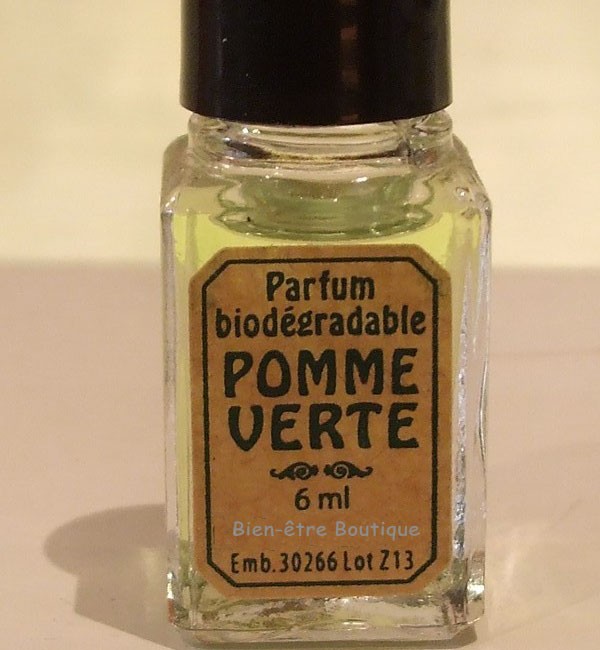 Parfum
biodégradable
POMME
VERTE
6 ml
Bien-être Boutique
Emb.30266 Lot Z13